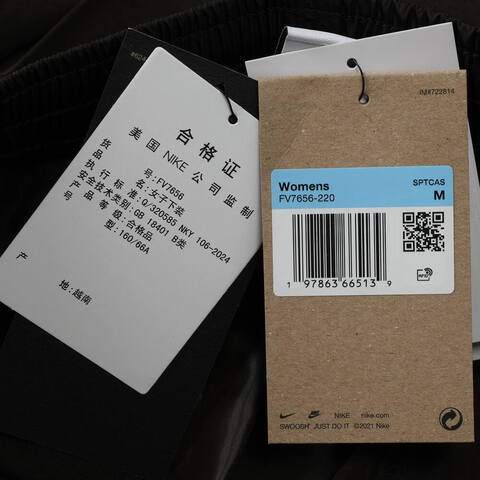 合格证
美国 NIKE 公司监制
货 号: FV7656
品 名: 女子下装
执 行 标 准: Q/320585 NKY 106-2024
安全技术类别: GB 18401 B类
产 品 等 级: 合格品
型: 160/66A
产 地: 越南
IM#722814
Womens
FV7656-220
SPTCAS
M
1 97863 66513 9
RFID
NIKE nike.com
SWOOSH JUST DO IT ©2021 Nike